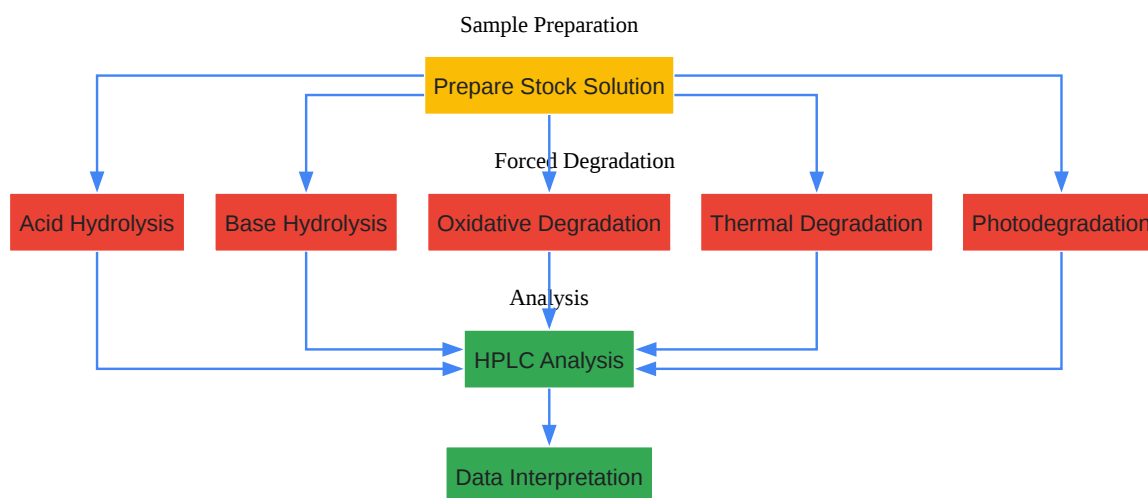 Sample Preparation
Prepare Stock Solution
Forced Degradation
Acid Hydrolysis
Base Hydrolysis
Oxidative Degradation
Thermal Degradation
Photodegradation
Analysis
HPLC Analysis
Data Interpretation